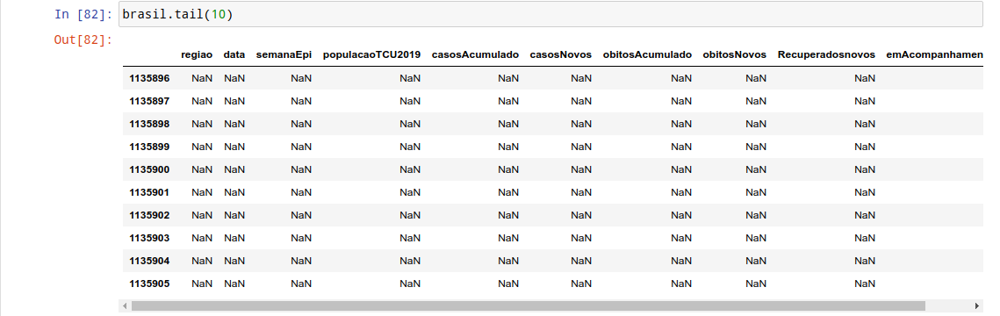 In [82]: brasil.tail(10)
Out[82]:
regiao data semanaEpi populacaoTCU2019 casosAcumulado casosNovos obitosAcumulado obitosNovos Recuperadosnovos emAcompanhamen
1135896 NaN NaN NaN NaN NaN NaN NaN NaN NaN
1135897 NaN NaN NaN NaN NaN NaN NaN NaN NaN
1135898 NaN NaN NaN NaN NaN NaN NaN NaN NaN
1135899 NaN NaN NaN NaN NaN NaN NaN NaN NaN
1135900 NaN NaN NaN NaN NaN NaN NaN NaN NaN
1135901 NaN NaN NaN NaN NaN NaN NaN NaN NaN
1135902 NaN NaN NaN NaN NaN NaN NaN NaN NaN
1135903 NaN NaN NaN NaN NaN NaN NaN NaN NaN
1135904 NaN NaN NaN NaN NaN NaN NaN NaN NaN
1135905 NaN NaN NaN NaN NaN NaN NaN NaN NaN